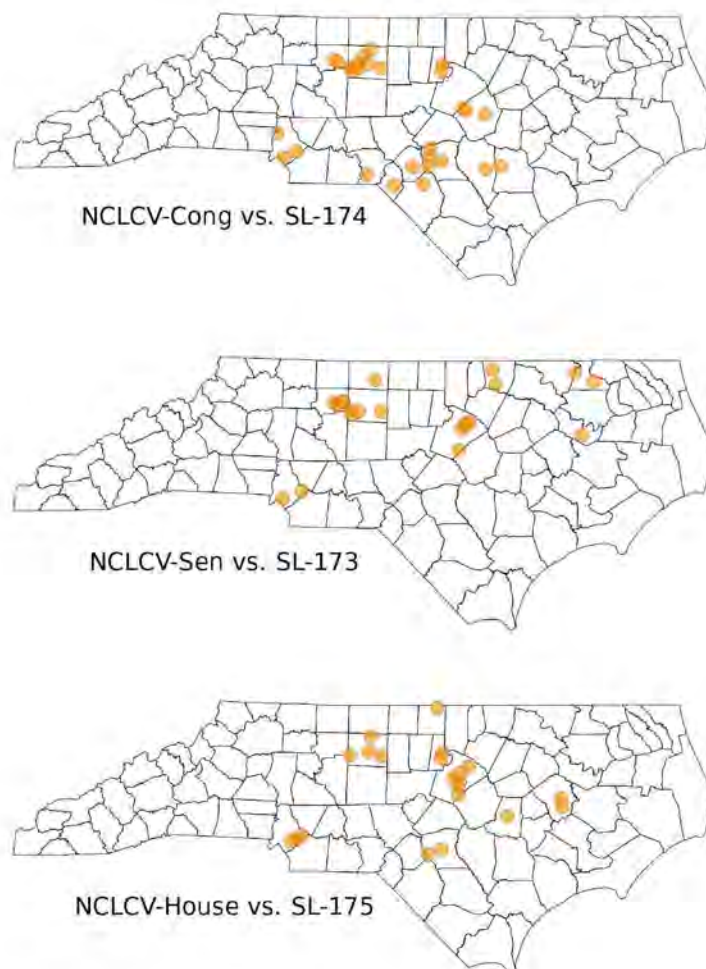 NCLCV-Cong vs. SL-174
NCLCV-Sen vs. SL-173
NCLCV-House vs. SL-175